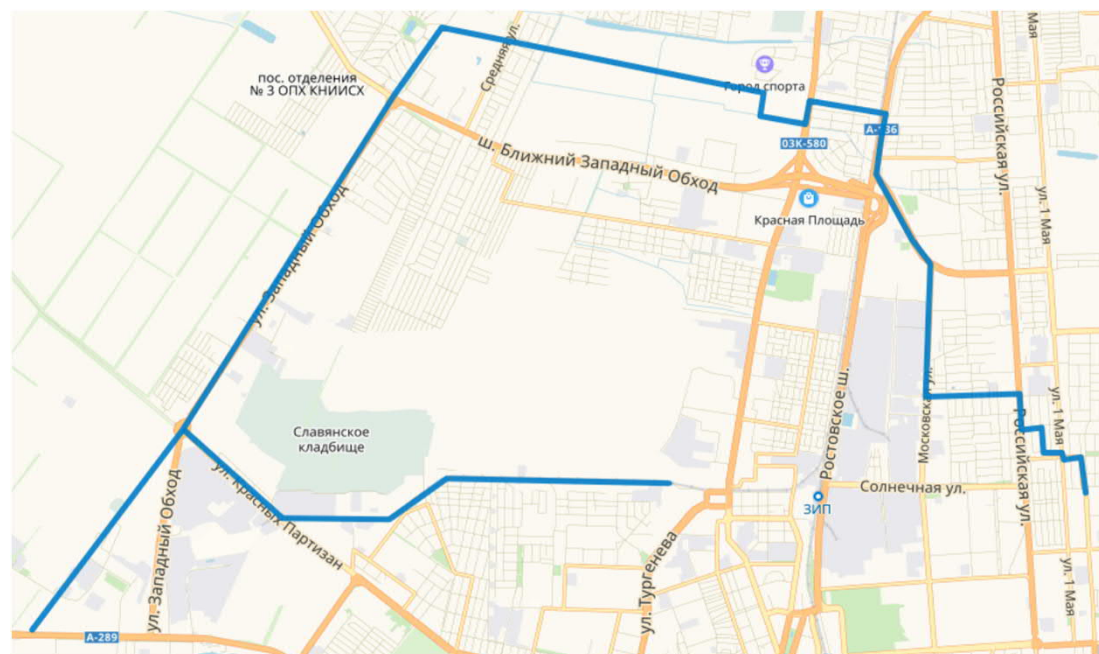 Мая
Средняя ул.
пос. отделения
№ 3 ОПХ КНИИСХ
Город спорта
Российская ул.
А-136
03К-580
ш. Ближний Западный Обход
ул. 1 Мая
Красная Площадь
ул. Западный Обход
Славянское
кладбище
Московская ул.
ул. 1 Мая
Российская ул.
Ростовское ш.
Солнечная ул.
ул. Красных Партизан
ул. Западный Обход
ЗИП
ул. Тургенева
ул. 1 Мая
А-289